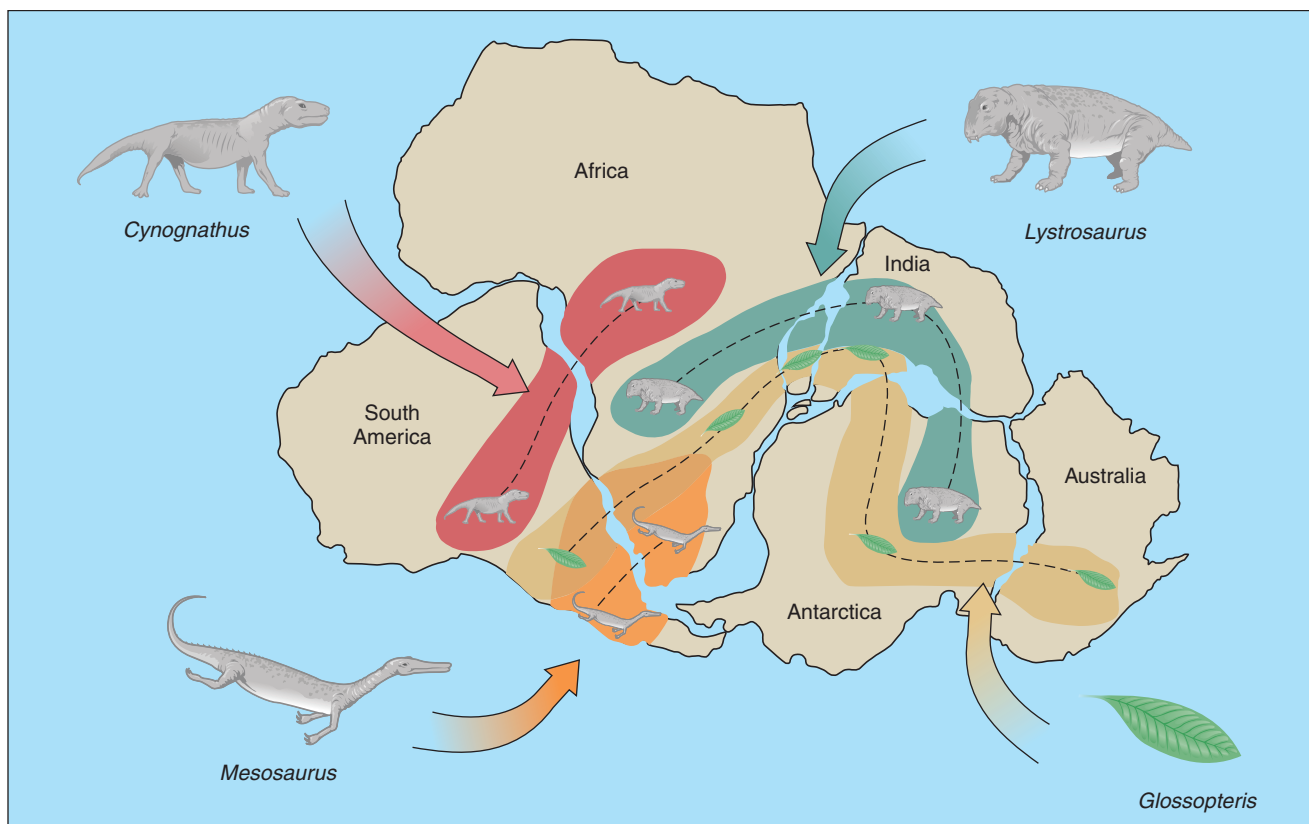 Africa
Cynognathus
Lystrosaurus
India
South
America
Australia
Antarctica
Mesosaurus
Glossopteris